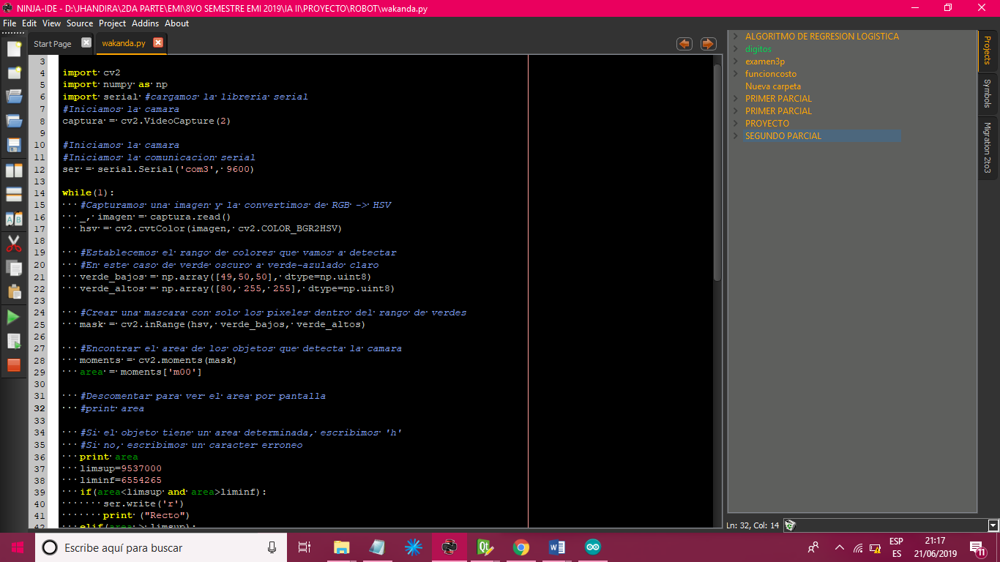 NINJA-IDE - D:\JHANDIRA\2DA PARTE\EMI\8VO SEMESTRE EMI 2019\IA II\PROYECTO\ROBOT\wakanda.py
File Edit View Source Project Addins About
Start Page
wakanda.py
3
4 import cv2
5 import numpy as np
6 import serial #cargamos la libreria serial
7 #Iniciamos la camara
8 captura = cv2.VideoCapture(2)
9
10 #Iniciamos la camara
11 #Iniciamos la comunicacion serial
12 ser = serial.Serial('com3', 9600)
13
14 while(1):
15 #Capturamos una imagen y la convertimos de RGB -> HSV
16 _, imagen = captura.read()
17 hsv = cv2.cvtColor(imagen, cv2.COLOR_BGR2HSV)
18
19 #Establecemos el rango de colores que vamos a detectar
20 #En este caso de verde oscuro a verde-azulado claro
21 verde_bajos = np.array([49,50,50], dtype=np.uint8)
22 verde_altos = np.array([80, 255, 255], dtype=np.uint8)
23
24 #Crear una mascara con solo los pixeles dentro del rango de verdes
25 mask = cv2.inRange(hsv, verde_bajos, verde_altos)
26
27 #Encontrar el area de los objetos que detecta la camara
28 moments = cv2.moments(mask)
29 area = moments['m00']
30
31 #Descomentar para ver el area por pantalla
32 #print area
33
34 #Si el objeto tiene un area determinada, escribimos 'h'
35 #Si no, escribimos un caracter erroneo
36 print area
37 limsup=9537000
38 liminf=6554265
39 if(area<limsup and area>liminf):
40 ser.write('r')
41 print ("Recto")
42 elif(area > limsup):
ALGORITMO DE REGRESION LOGISTICA
digitos
examen3p
funcioncosto
Nueva carpeta
PRIMER PARCIAL
PRIMER PARCIAL
PROYECTO
SEGUNDO PARCIAL
Projects
Symbols
Migration 2to3
Ln: 32, Col: 14
Escribe aquí para buscar
ESP
ES
21:17
21/06/2019
11